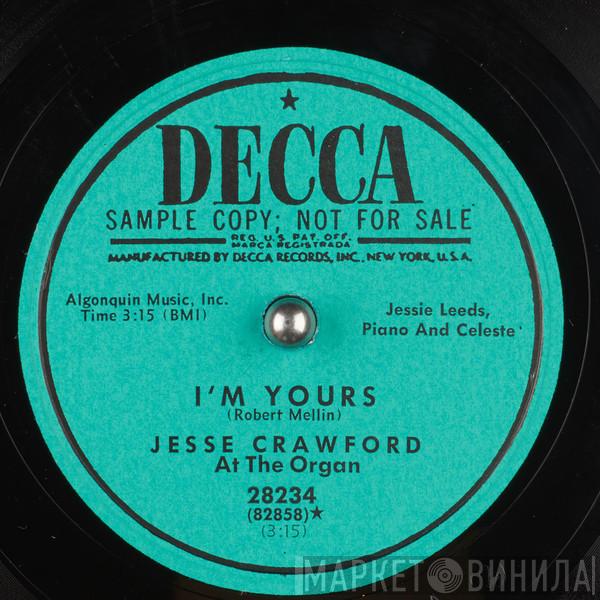 DECCA
SAMPLE COPY; NOT FOR SALE
REG. U.S. PAT. OFF.
MARCA REGISTRADA
MANUFACTURED BY DECCA RECORDS, INC., NEW YORK, U.S.A.
Algonquin Music, Inc.
Time 3:15 (BMI)
Jessie Leeds,
Piano And Celeste
I'M YOURS
(Robert Mellin)
JESSE CRAWFORD
At The Organ
28234
(82858)★
(3:15)
МАРКЕТ ВИНИЛА